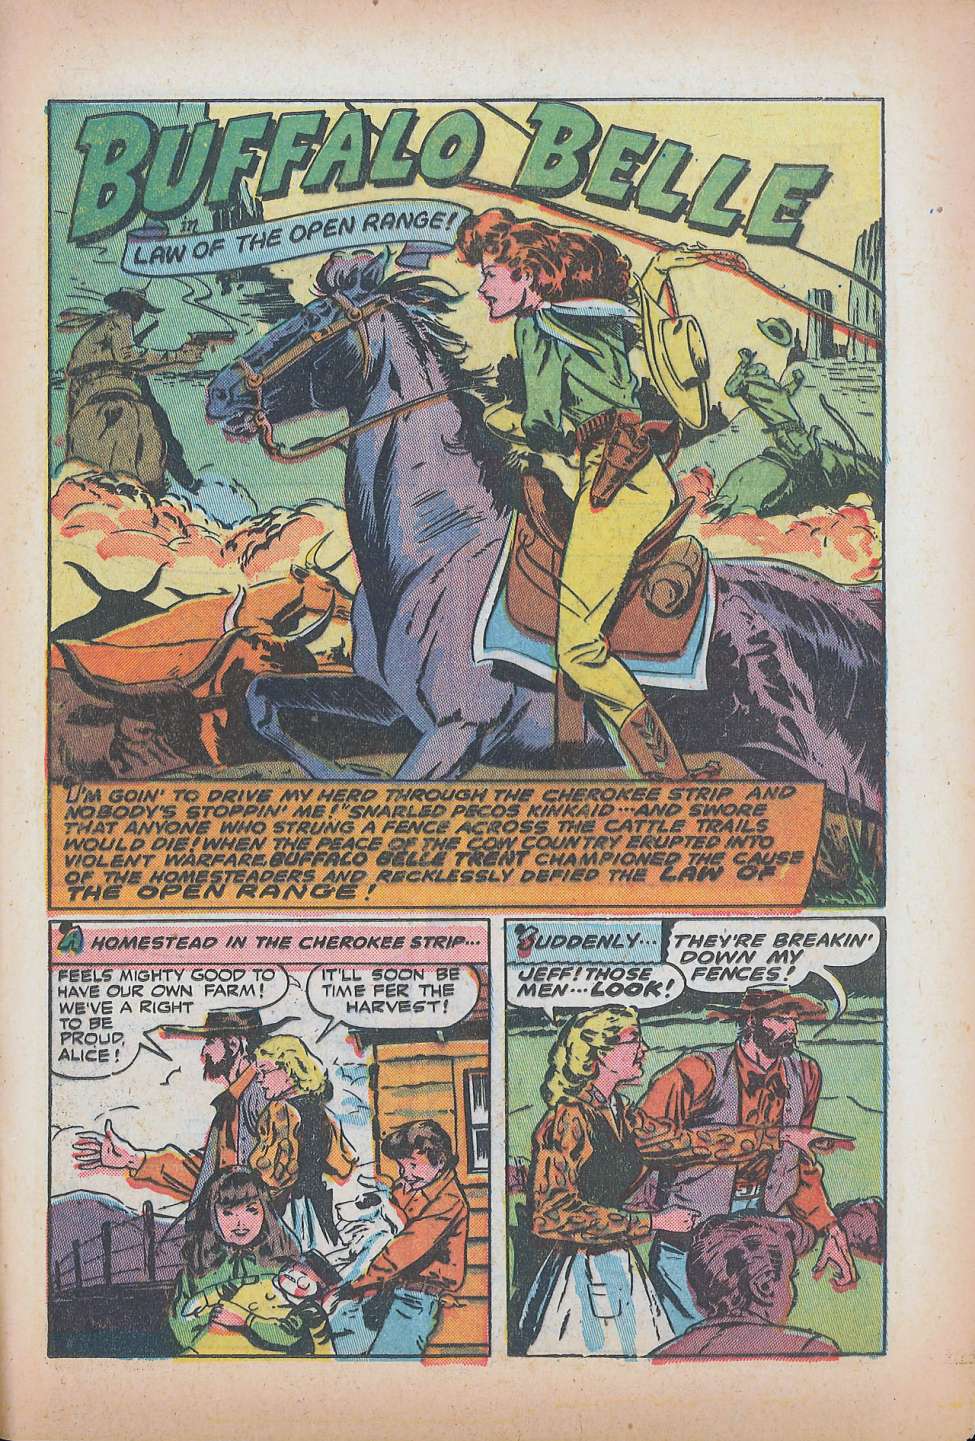 BUFFALO BELLE
in
LAW OF THE OPEN RANGE!
"I'M GOIN' TO DRIVE MY HERD THROUGH THE CHEROKEE STRIP AND
NOBODY'S STOPPIN' ME!" SNARLED PECOS KINKAID...AND SWORE
THAT ANYONE WHO STRUNG A FENCE ACROSS THE CATTLE TRAILS
WOULD DIE! WHEN THE PEACE OF THE COW COUNTRY ERUPTED INTO
VIOLENT WARFARE, BUFFALO BELLE TRENT CHAMPIONED THE CAUSE
OF THE HOMESTEADERS AND RECKLESSLY DEFIED THE LAW OF
THE OPEN RANGE!
A HOMESTEAD IN THE CHEROKEE STRIP...
FEELS MIGHTY GOOD TO
HAVE OUR OWN FARM!
WE'VE A RIGHT
TO BE
PROUD,
ALICE!
IT'LL SOON BE
TIME FER THE
HARVEST!
SUDDENLY...
JEFF! THOSE
MEN...LOOK!
THEY'RE BREAKIN'
DOWN MY
FENCES!